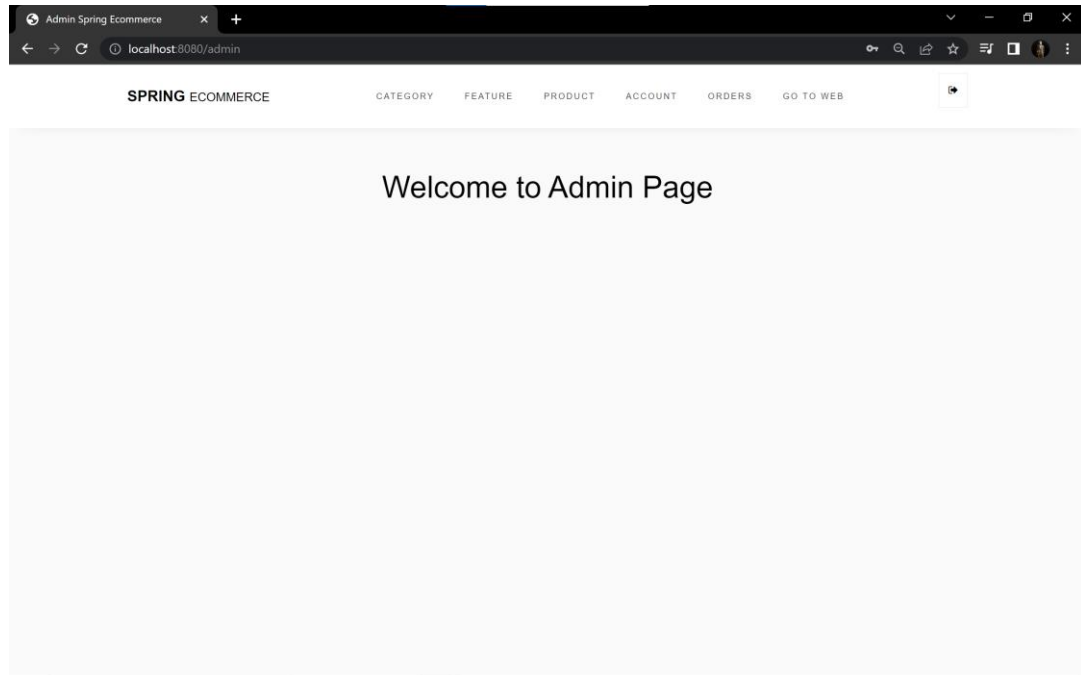 Admin Spring Ecommerce
localhost:8080/admin
SPRING ECOMMERCE CATEGORY FEATURE PRODUCT ACCOUNT ORDERS GO TO WEB
Welcome to Admin Page